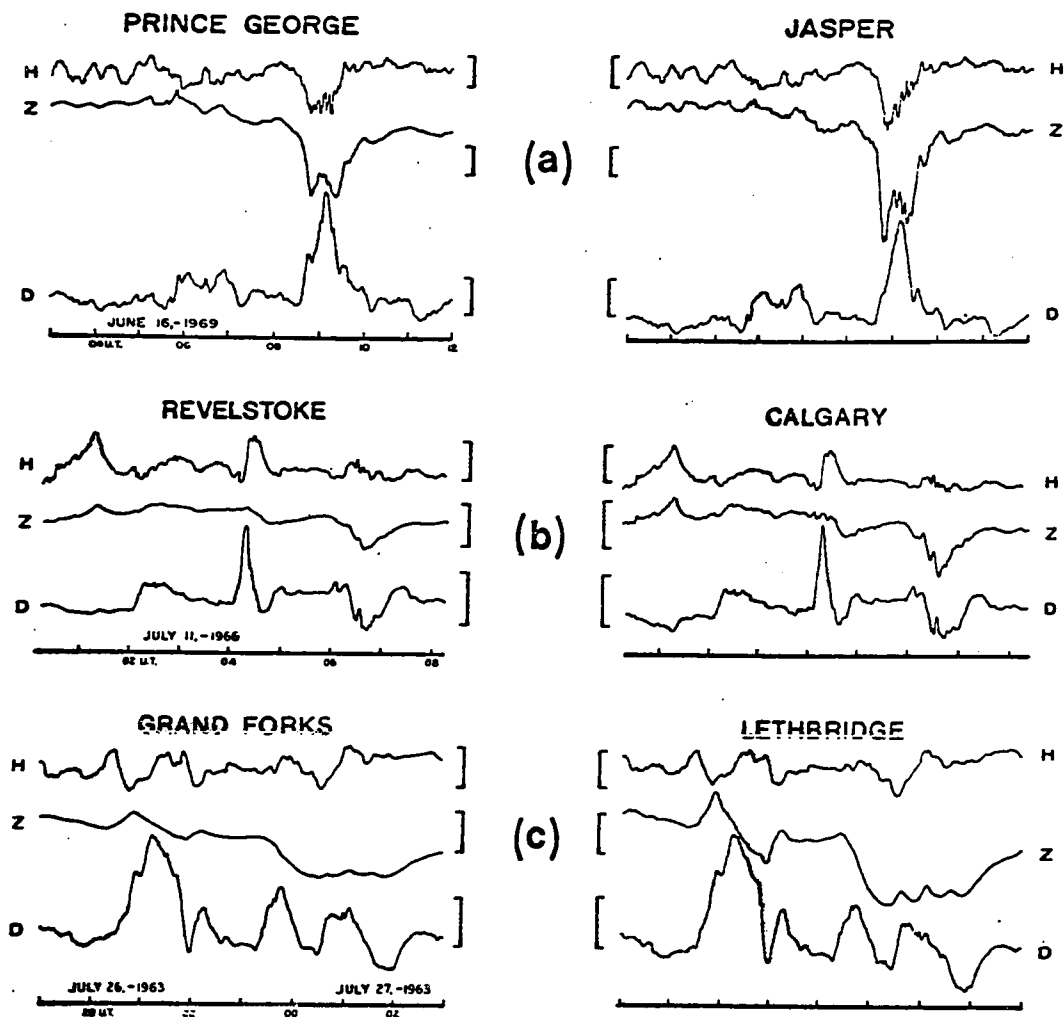 PRINCE GEORGE
JASPER
H
H
Z
Z
(a)
D
D
JUNE 16,-1969
04 U.T. 06 08 10 12
REVELSTOKE
CALGARY
H
H
Z
Z
(b)
D
D
JULY 11,-1966
02 U.T. 04 06 08
GRAND FORKS
LETHBRIDGE
H
H
Z
Z
(c)
D
D
JULY 26,-1963
JULY 27,-1963
U.T. 22 00 02